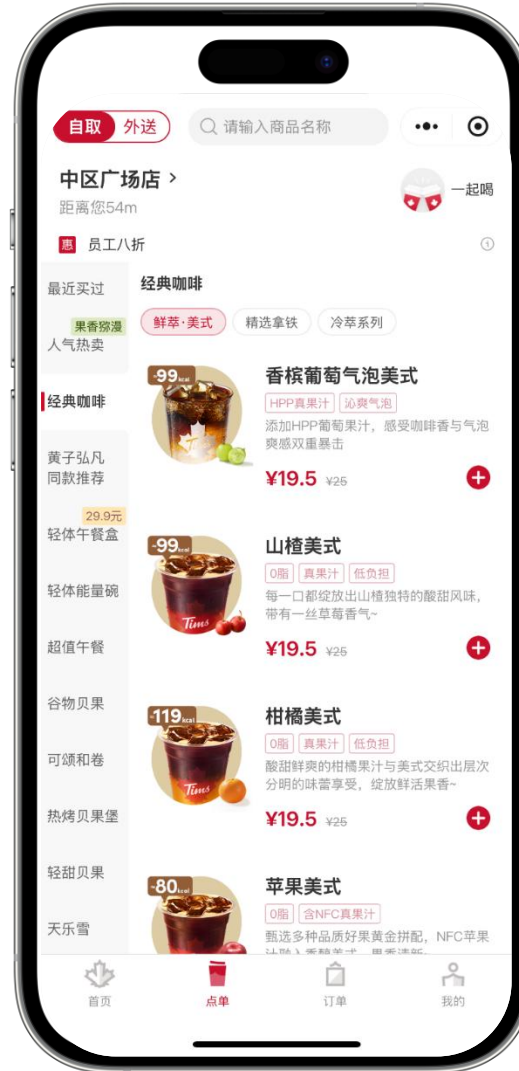 自取 外送 请输入商品名称
中区广场店
距离您54m
一起喝
惠 员工八折
最近买过
果香猕漫
人气热卖
经典咖啡
黄子弘凡
同款推荐
29.9元
轻体午餐盒
轻体能量碗
超值午餐
谷物贝果
可颂和卷
热烤贝果堡
轻甜贝果
天乐雪
经典咖啡
鲜萃·美式 精选拿铁 冷萃系列
~99kcal
香槟葡萄气泡美式
HPP真果汁 沁爽气泡
添加HPP葡萄果汁，感受咖啡香与气泡
爽感双重暴击
¥19.5 ¥25
~99kcal
Tims
山楂美式
0脂 真果汁 低负担
每一口都绽放出山楂独特的酸甜风味，
带有一丝草莓香气~
¥19.5 ¥25
~119kcal
Tims
柑橘美式
0脂 真果汁 低负担
酸甜鲜爽的柑橘果汁与美式交织出层次
分明的味蕾享受，绽放鲜活果香~
¥19.5 ¥25
~80kcal
苹果美式
0脂 含NFC真果汁
甄选多种品质好果黄金拼配，NFC苹果
首页 点单 订单 我的